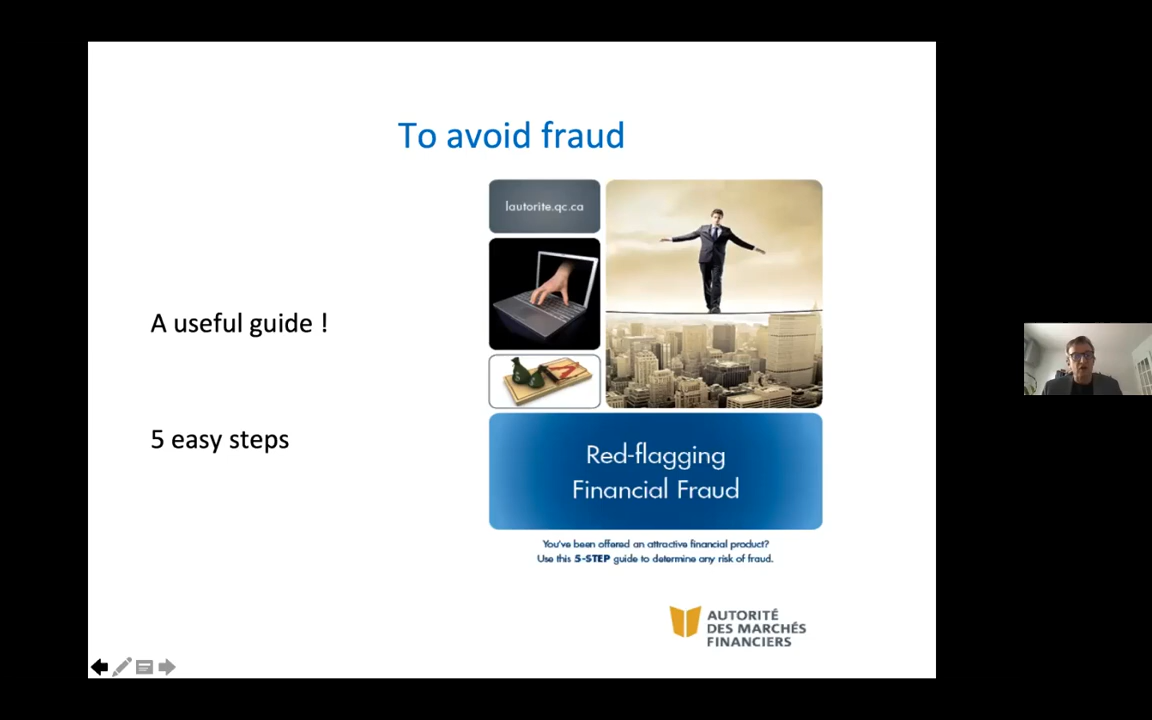 To avoid fraud
A useful guide !
5 easy steps
lautorite.qc.ca
Red-flagging
Financial Fraud
You've been offered an attractive financial product?
Use this 5-STEP guide to determine any risk of fraud.
AUTORITÉ
DES MARCHÉS
FINANCIERS